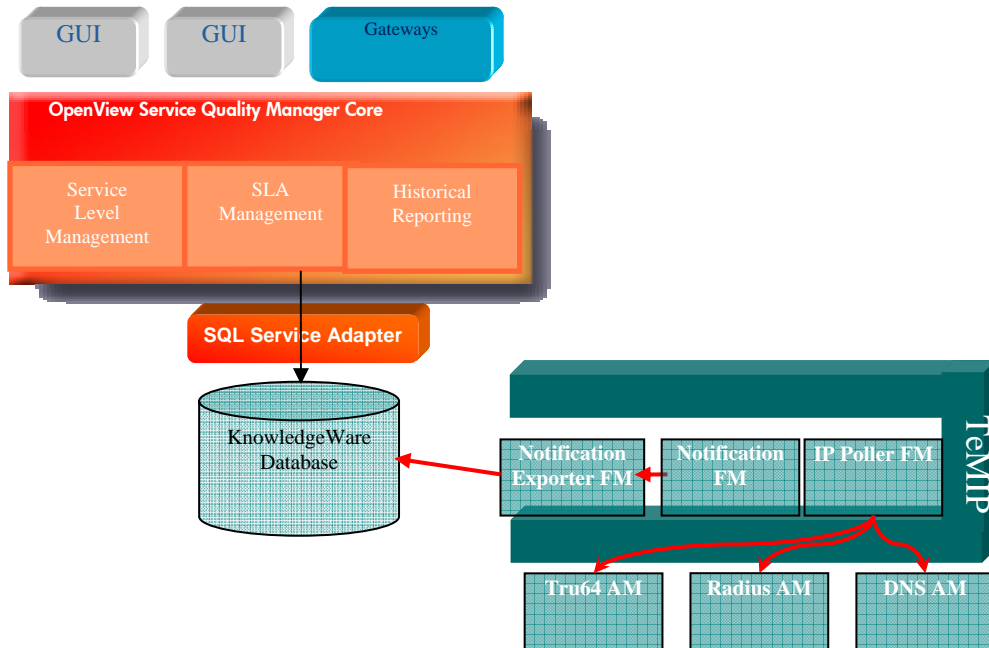 GUI
GUI
Gateways
OpenView Service Quality Manager Core
Service
Level
Management
SLA
Management
Historical
Reporting
SQL Service Adapter
KnowledgeWare
Database
Notification
Exporter FM
Notification
FM
IP Poller FM
TeMIP
Tru64 AM
Radius AM
DNS AM